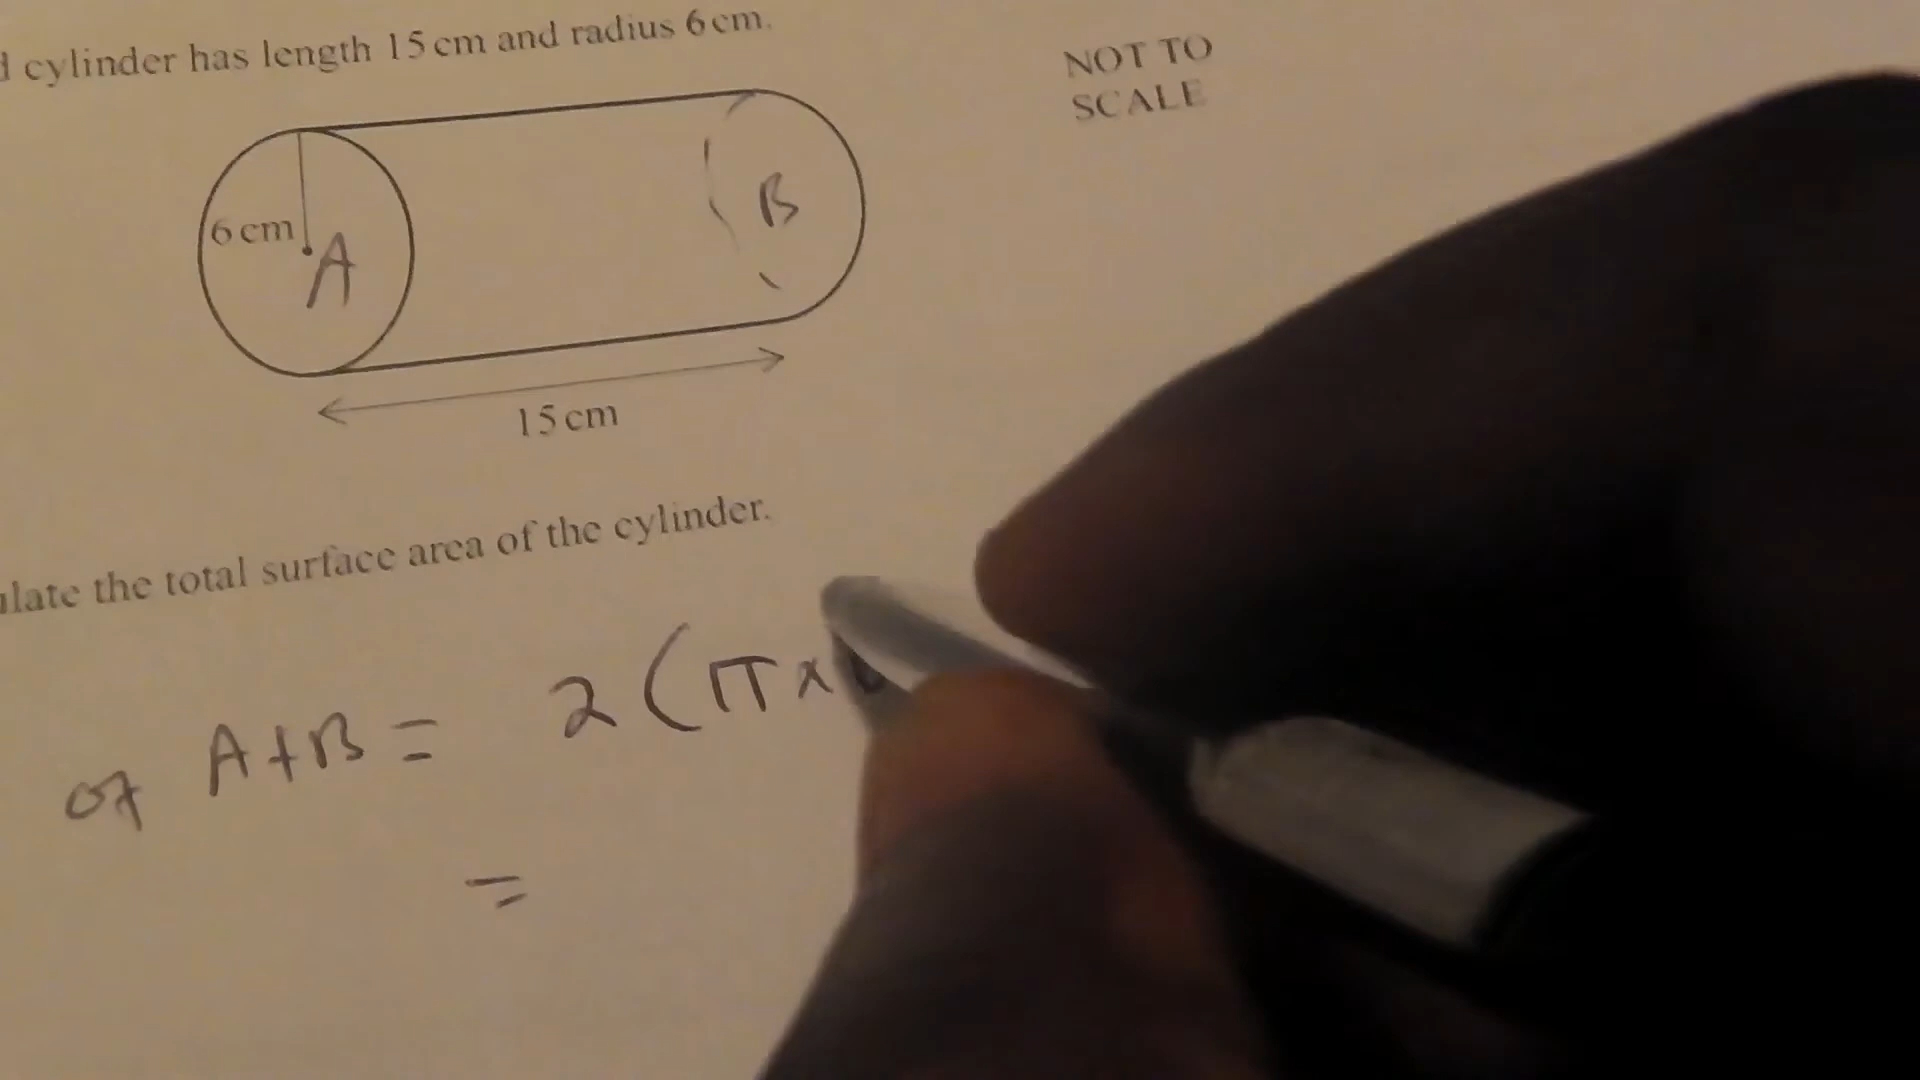 cylinder has length 15 cm and radius 6 cm.
NOT TO
SCALE
6 cm
A
B
15 cm
the total surface area of the cylinder.
of A+B = 2(π×
=